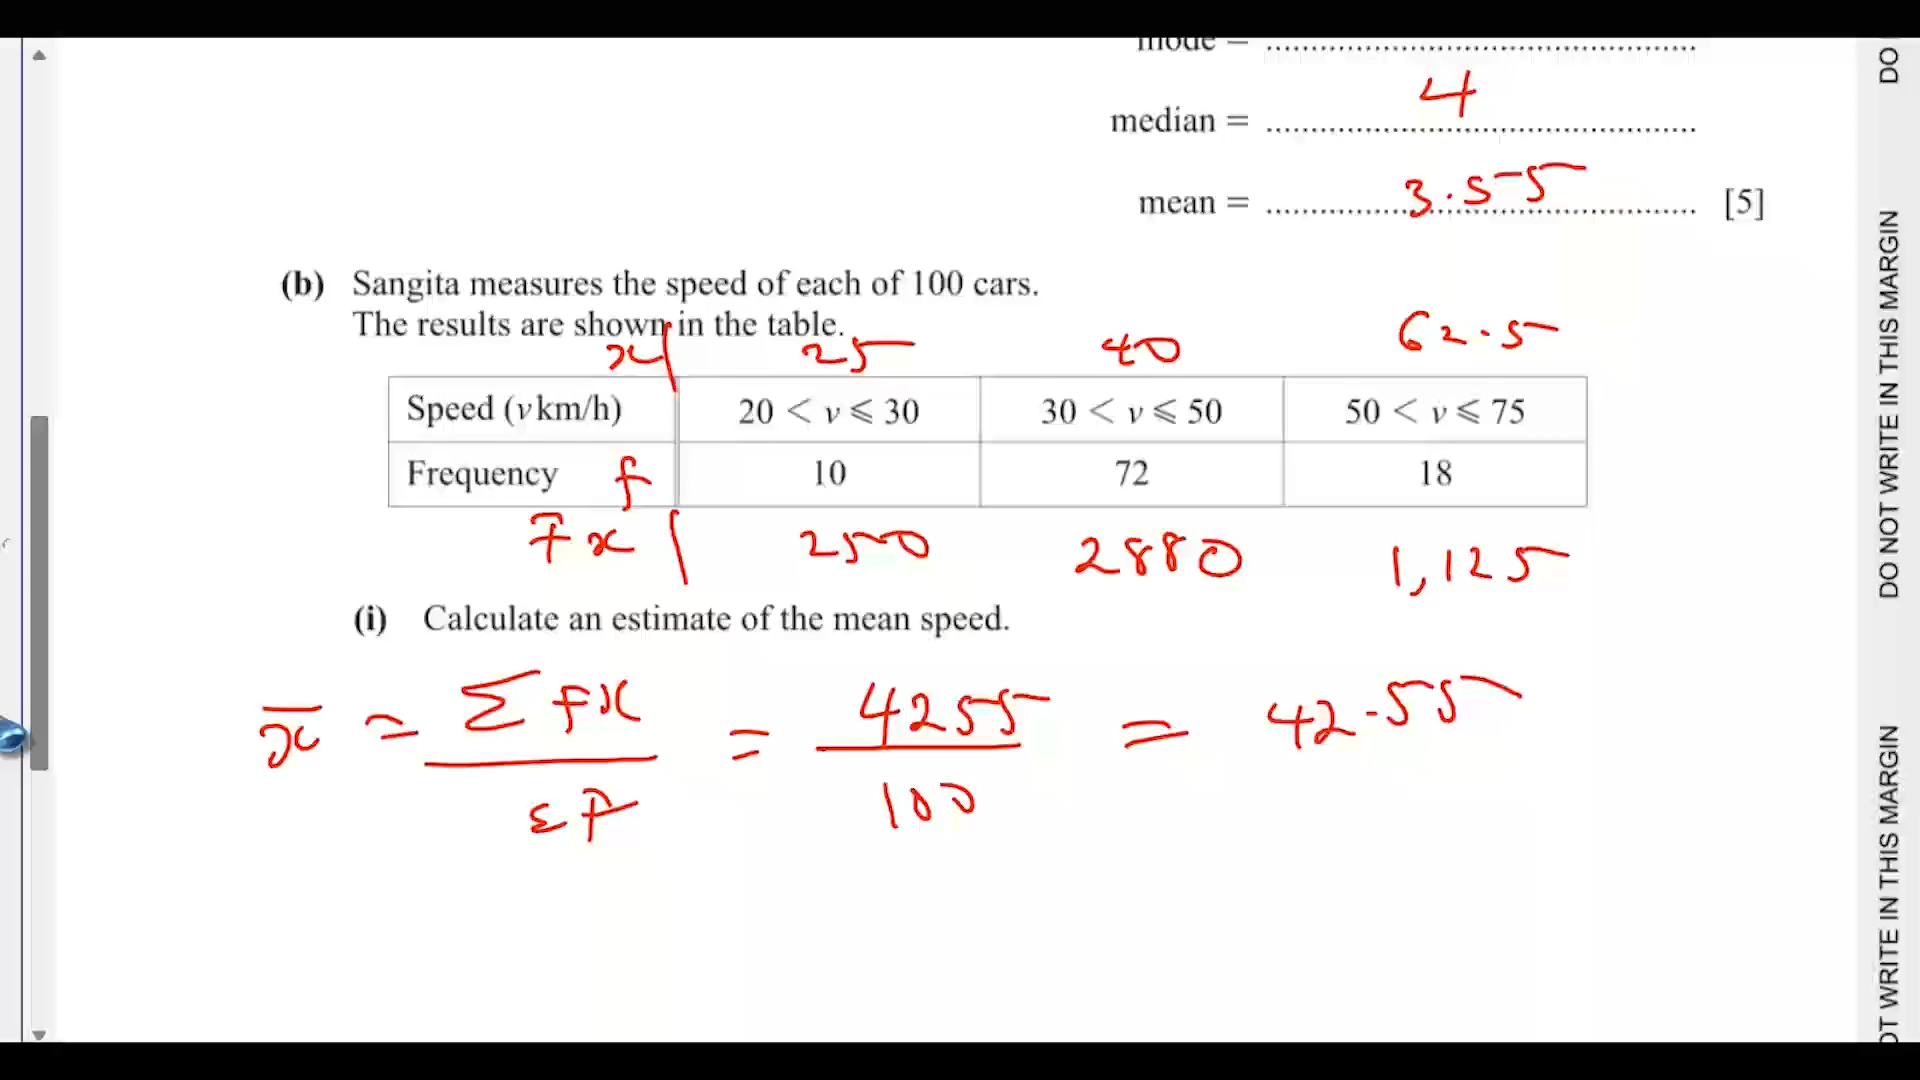 mode = ........................................
4
median = ........................................
3.55
mean = ........................................ [5]
(b) Sangita measures the speed of each of 100 cars.
The results are shown in the table.
x 25 40 62.5
Speed (v km/h) 20 < v ⩽ 30 30 < v ⩽ 50 50 < v ⩽ 75
Frequency f 10 72 18
Fx 250 2880 1,125
(i) Calculate an estimate of the mean speed.
x̄ = Σfx / Σf = 4255 / 100 = 42.55
DO
DO NOT WRITE IN THIS MARGIN
OT WRITE IN THIS MARGIN